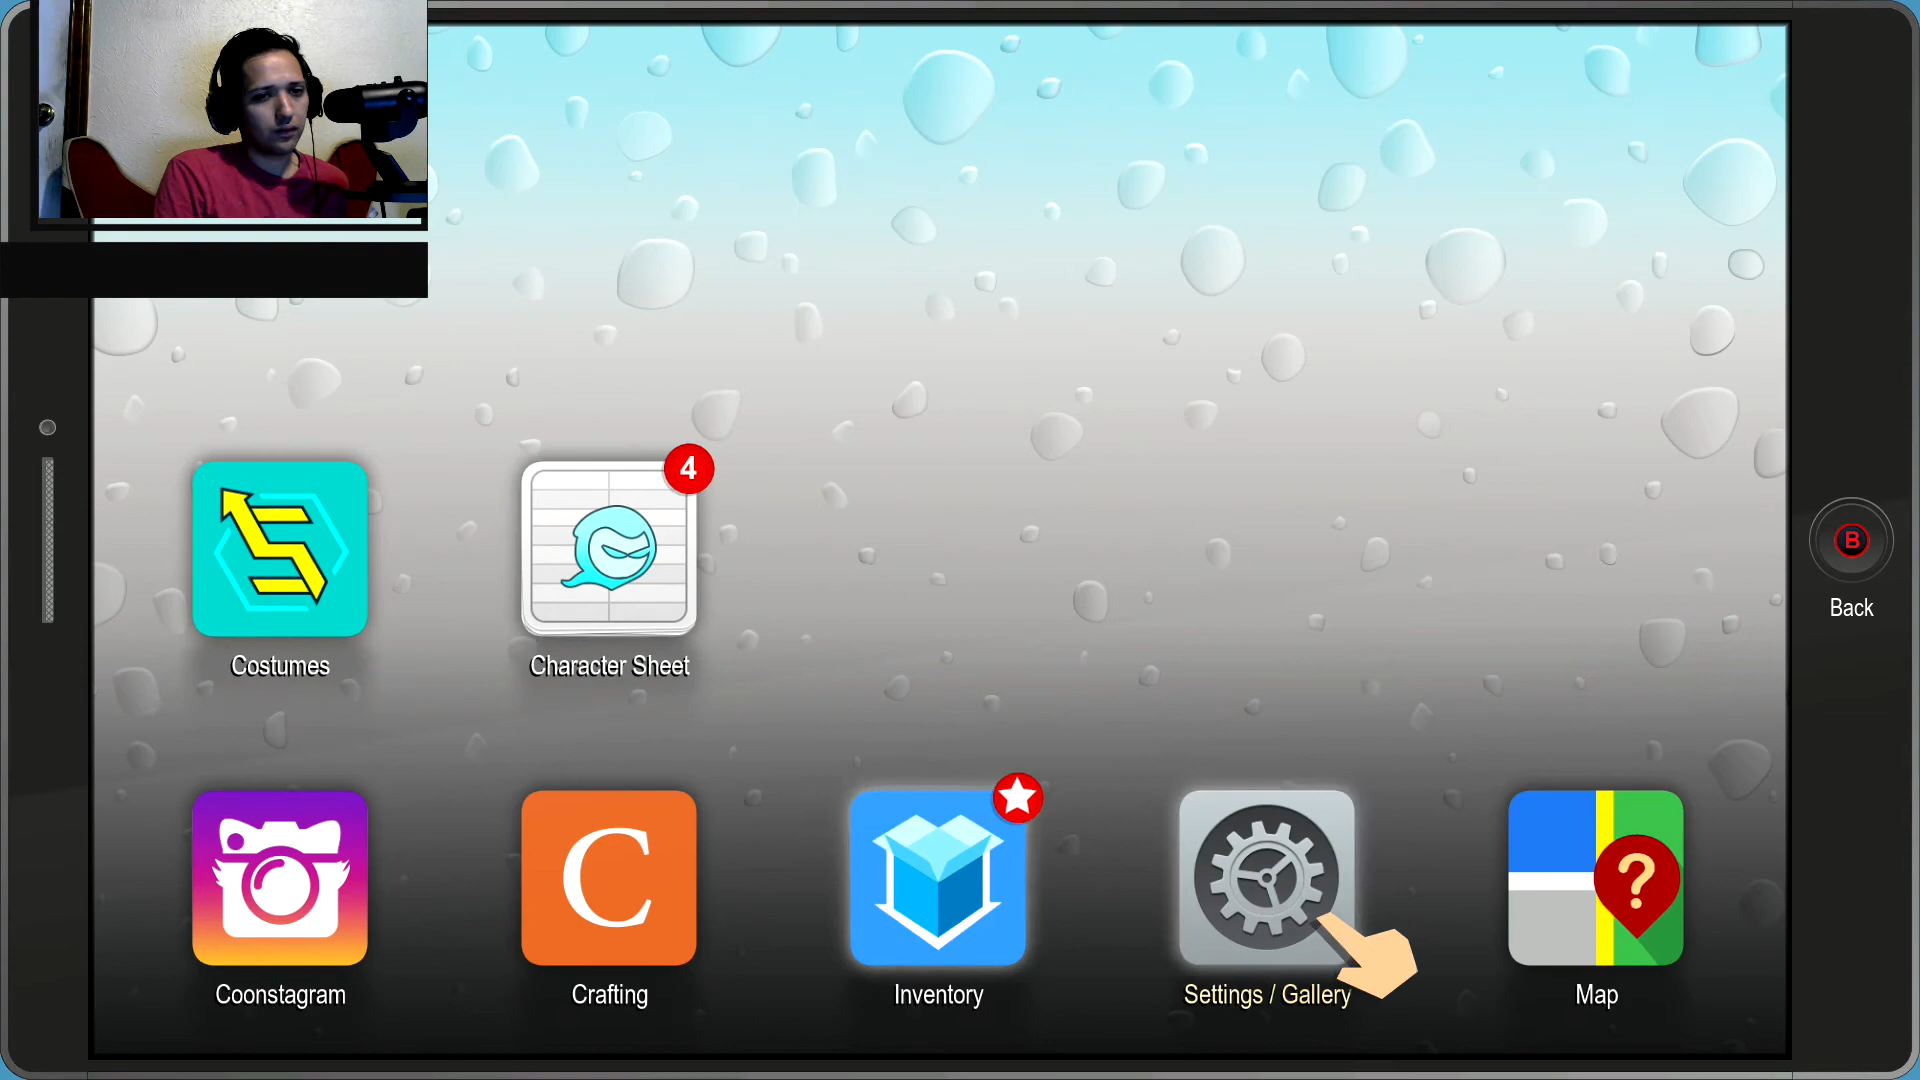 4
B
Back
Costumes
Character Sheet
C
?
Coonstagram
Crafting
Inventory
Settings / Gallery
Map